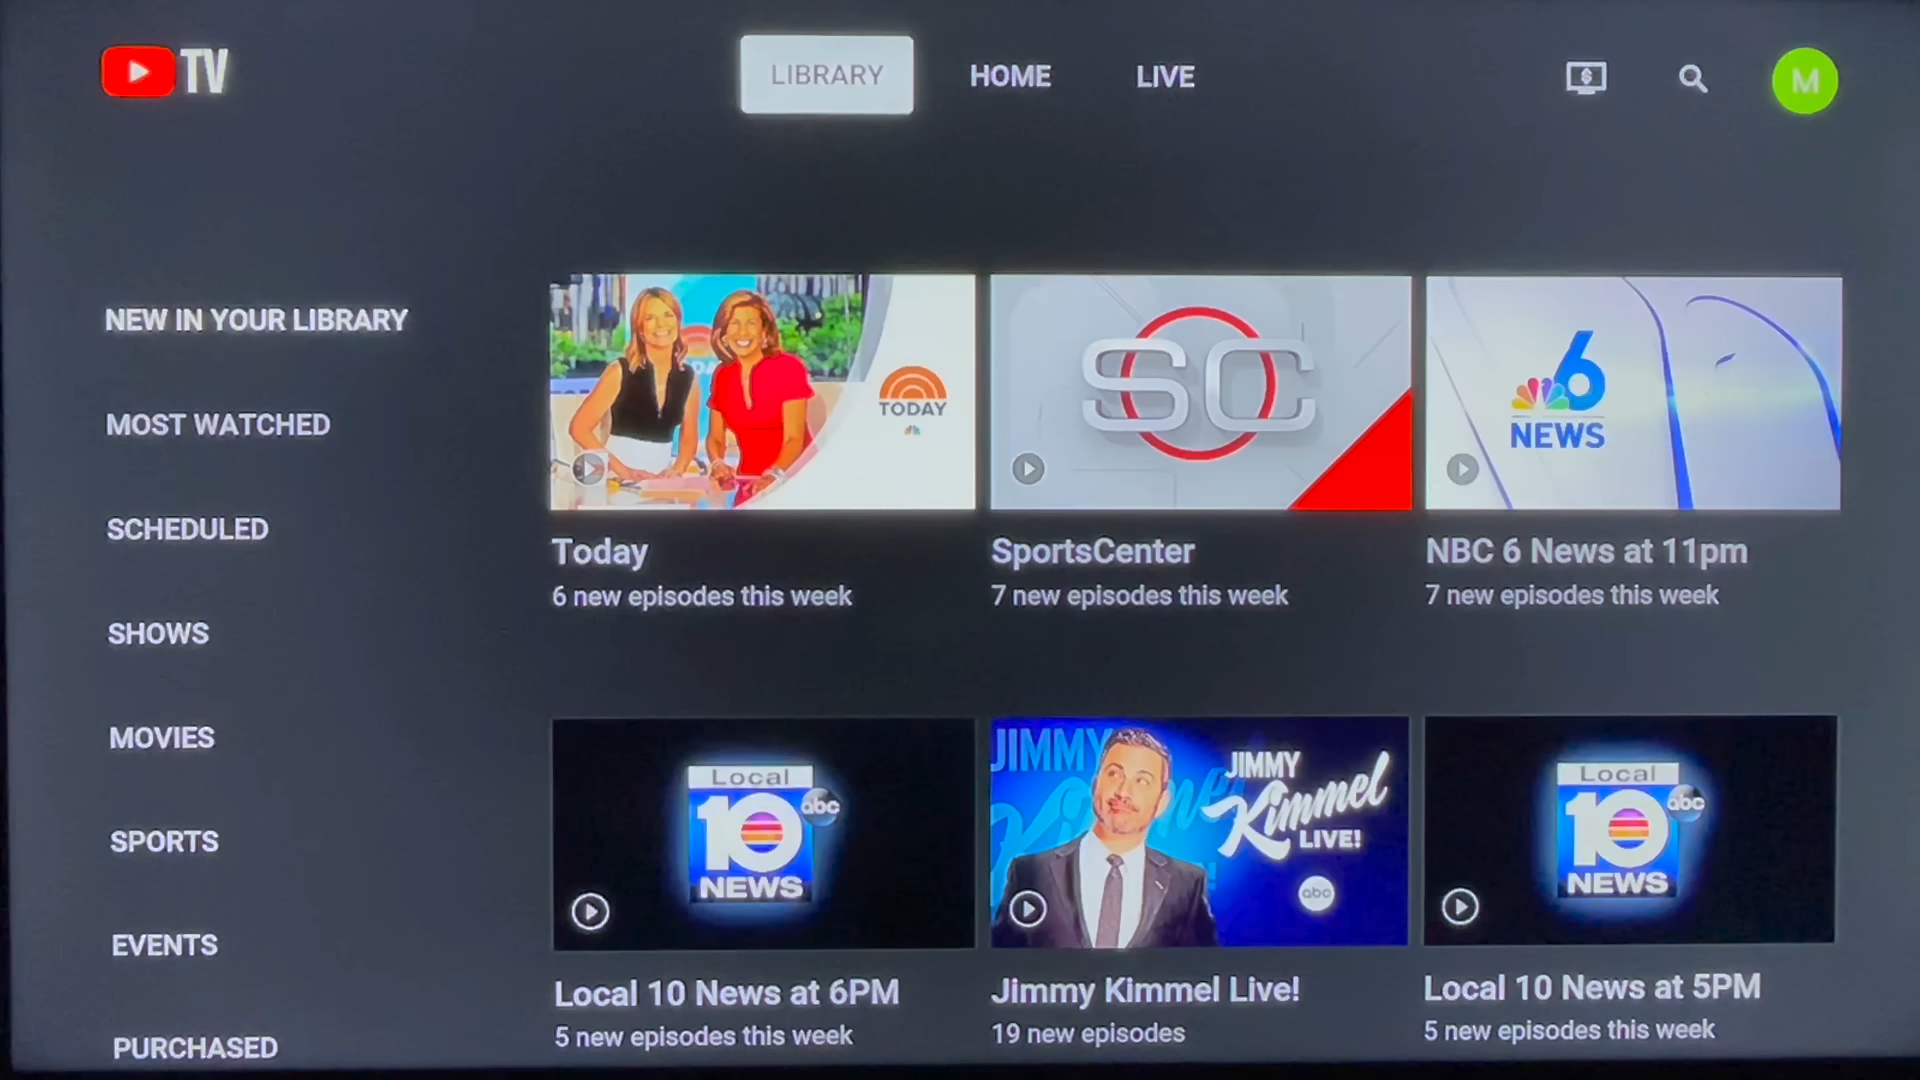 TV
LIBRARY
HOME
LIVE
M
NEW IN YOUR LIBRARY
MOST WATCHED
SCHEDULED
SHOWS
MOVIES
SPORTS
EVENTS
PURCHASED
TODAY
SC
6
NEWS
Today
6 new episodes this week
SportsCenter
7 new episodes this week
NBC 6 News at 11pm
7 new episodes this week
Local
10
abc
NEWS
JIMMY
JIMMY
Kimmel
LIVE!
abc
Local
10
abc
NEWS
Local 10 News at 6PM
5 new episodes this week
Jimmy Kimmel Live!
19 new episodes
Local 10 News at 5PM
5 new episodes this week